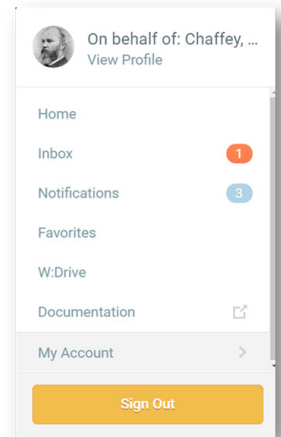 On behalf of: Chaffey, ...
View Profile
Home
Inbox
1
Notifications
3
Favorites
W:Drive
Documentation
My Account
Sign Out